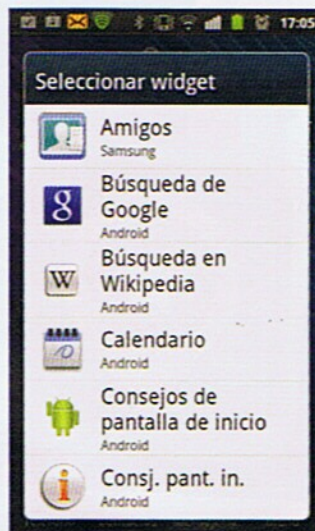 17:05
Seleccionar widget
Amigos
Samsung
Búsqueda de
Google
Android
Búsqueda en
Wikipedia
Android
Calendario
Android
Consejos de
pantalla de inicio
Android
Consj. pant. in.
Android